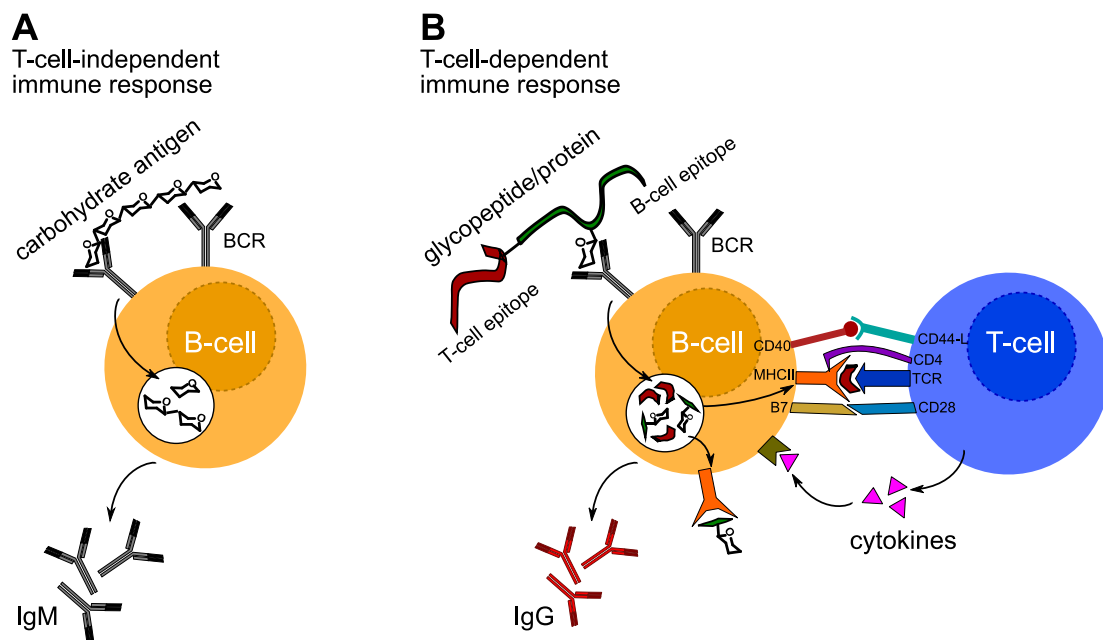 A
T-cell-independent
immune response
carbohydrate antigen
BCR
B-cell
IgM
B
T-cell-dependent
immune response
glycopeptide/protein
B-cell epitope
T-cell epitope
BCR
B-cell
T-cell
CD40
CD44-L
CD4
MHCII
TCR
B7
CD28
cytokines
IgG